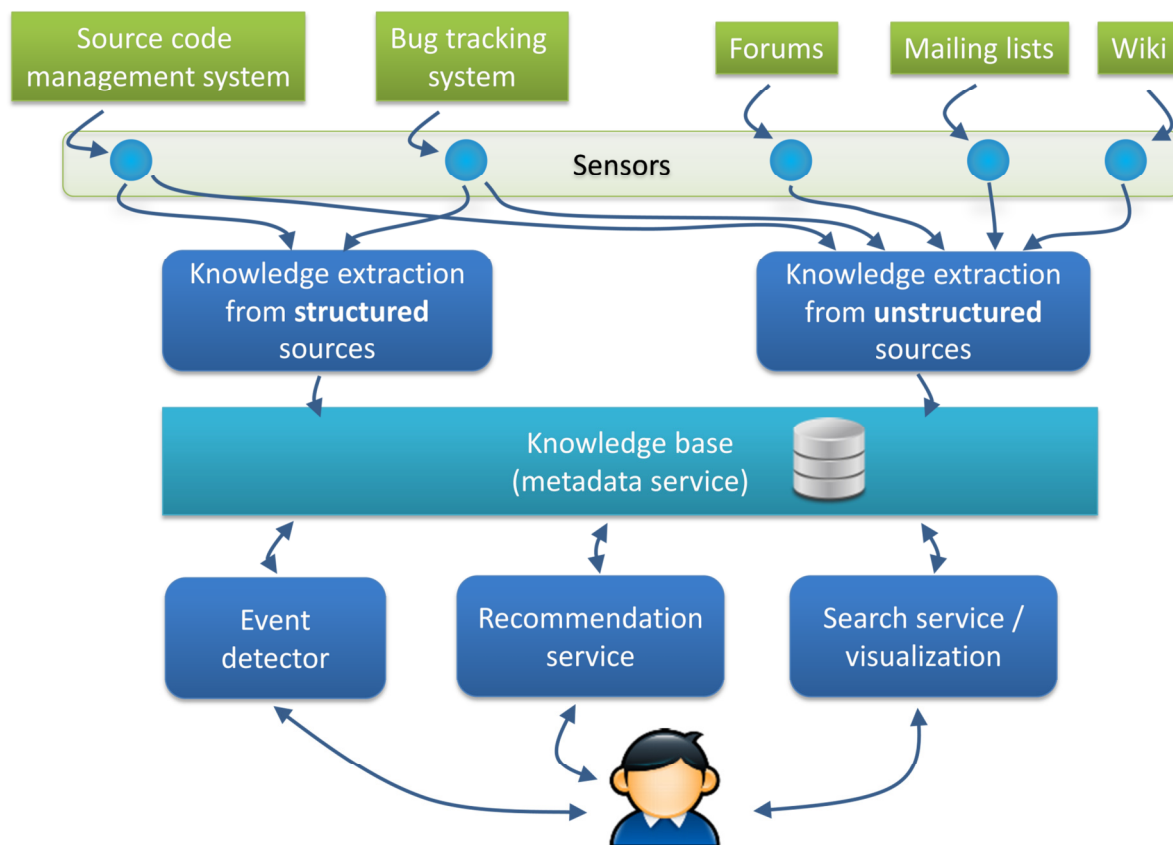 Source code
management system
Bug tracking
system
Forums
Mailing lists
Wiki
Sensors
Knowledge extraction
from structured
sources
Knowledge extraction
from unstructured
sources
Knowledge base
(metadata service)
Event
detector
Recommendation
service
Search service /
visualization